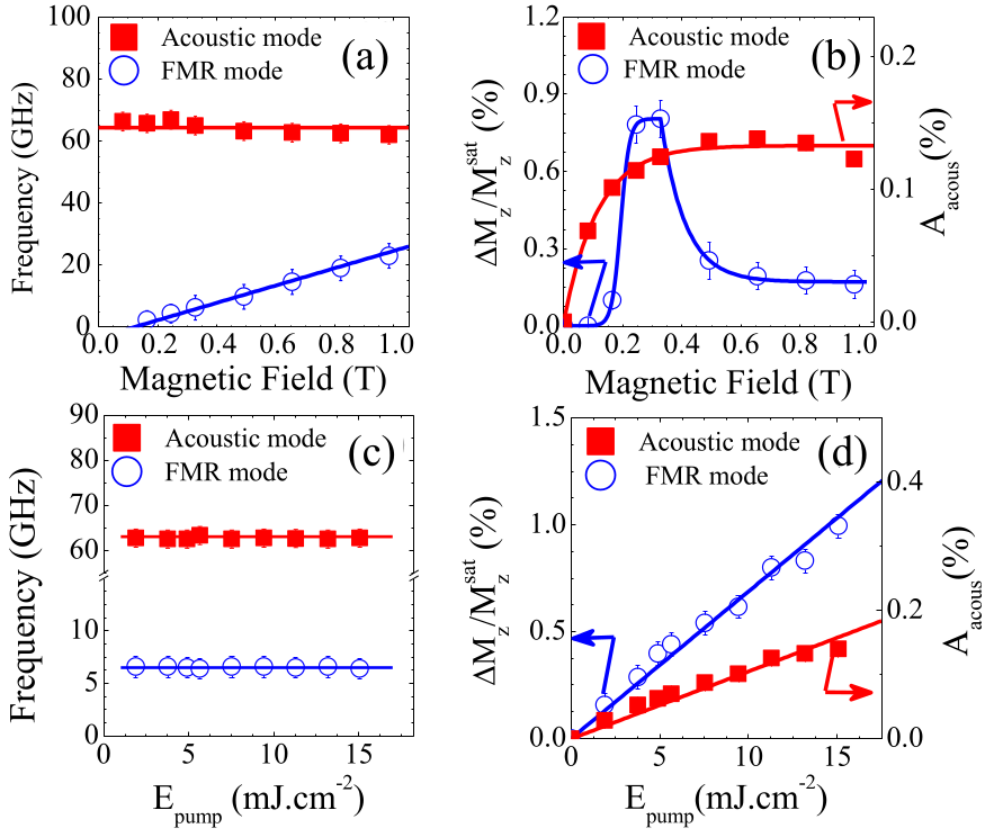 100
80
60
40
20
0
0.0 0.2 0.4 0.6 0.8 1.0
Frequency (GHz)
Magnetic Field (T)
Acoustic mode
FMR mode
(a)
1.2
0.9
0.6
0.3
0.0
0.0 0.2 0.4 0.6 0.8 1.0
ΔM_z/M_z^sat (%)
Magnetic Field (T)
0.2
0.1
0.0
A_acous(%)
Acoustic mode
FMR mode
(b)
90
80
70
60
10
5
0
0 5 10 15
Frequency (GHz)
E_pump (mJ.cm^-2)
Acoustic mode
FMR mode
(c)
1.5
1.0
0.5
0.0
0 5 10 15
ΔM_z/M_z^sat (%)
E_pump (mJ.cm^-2)
0.4
0.2
0.0
A_acous(%)
Acoustic mode
FMR mode
(d)